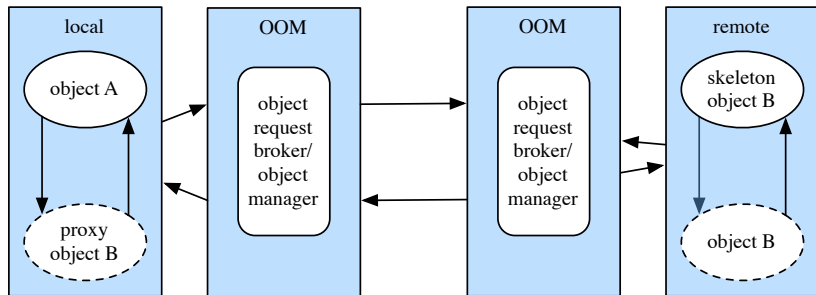 local
object A
proxy
object B
OOM
object
request
broker/
object
manager
OOM
object
request
broker/
object
manager
remote
skeleton
object B
object B